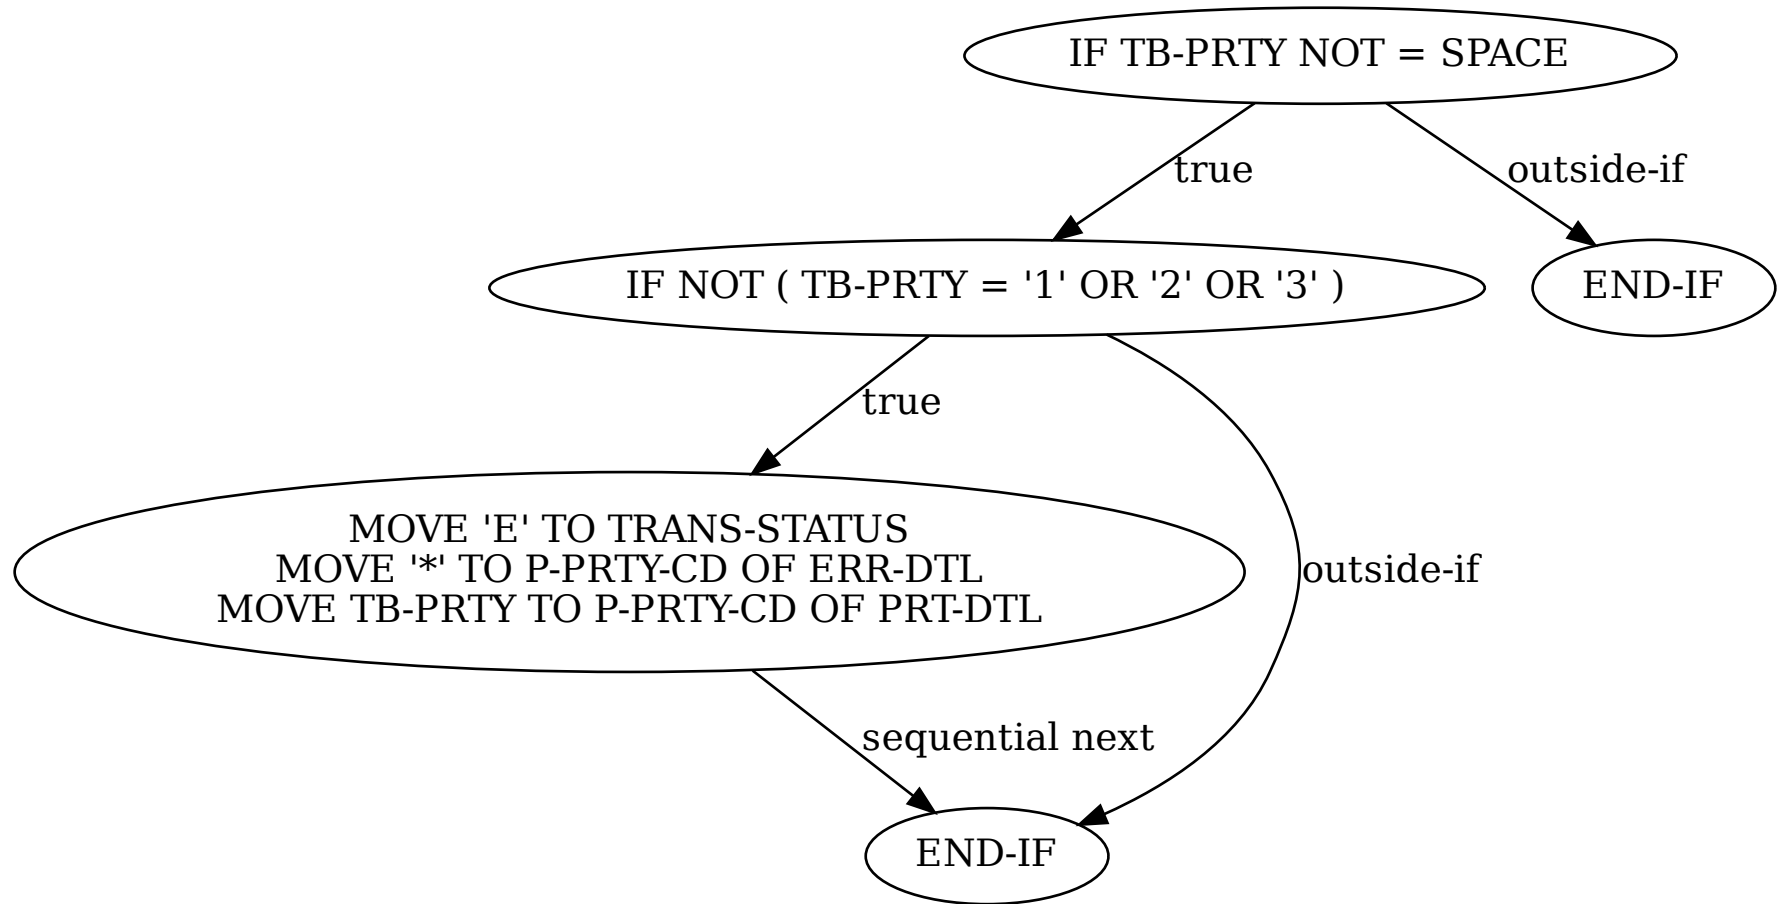 IF TB-PRTY NOT = SPACE
true
outside-if
IF NOT ( TB-PRTY = '1' OR '2' OR '3' )
END-IF
true
MOVE 'E' TO TRANS-STATUS
MOVE '*' TO P-PRTY-CD OF ERR-DTL
MOVE TB-PRTY TO P-PRTY-CD OF PRT-DTL
outside-if
sequential next
END-IF